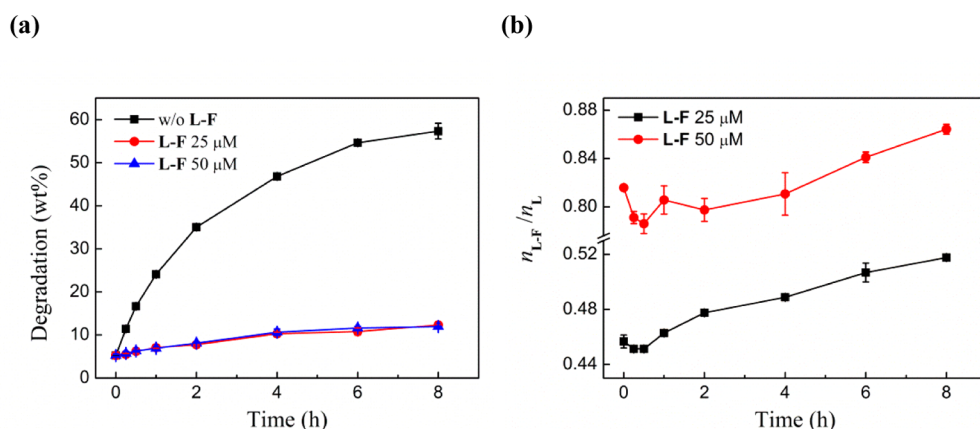 (a)
(b)
w/o L-F
L-F 25 μM
L-F 50 μM
Degradation (wt%)
60
50
40
30
20
10
0
0 2 4 6 8
Time (h)
L-F 25 μM
L-F 50 μM
n_L-F / n_L
0.88
0.84
0.80
0.52
0.48
0.44
0 2 4 6 8
Time (h)